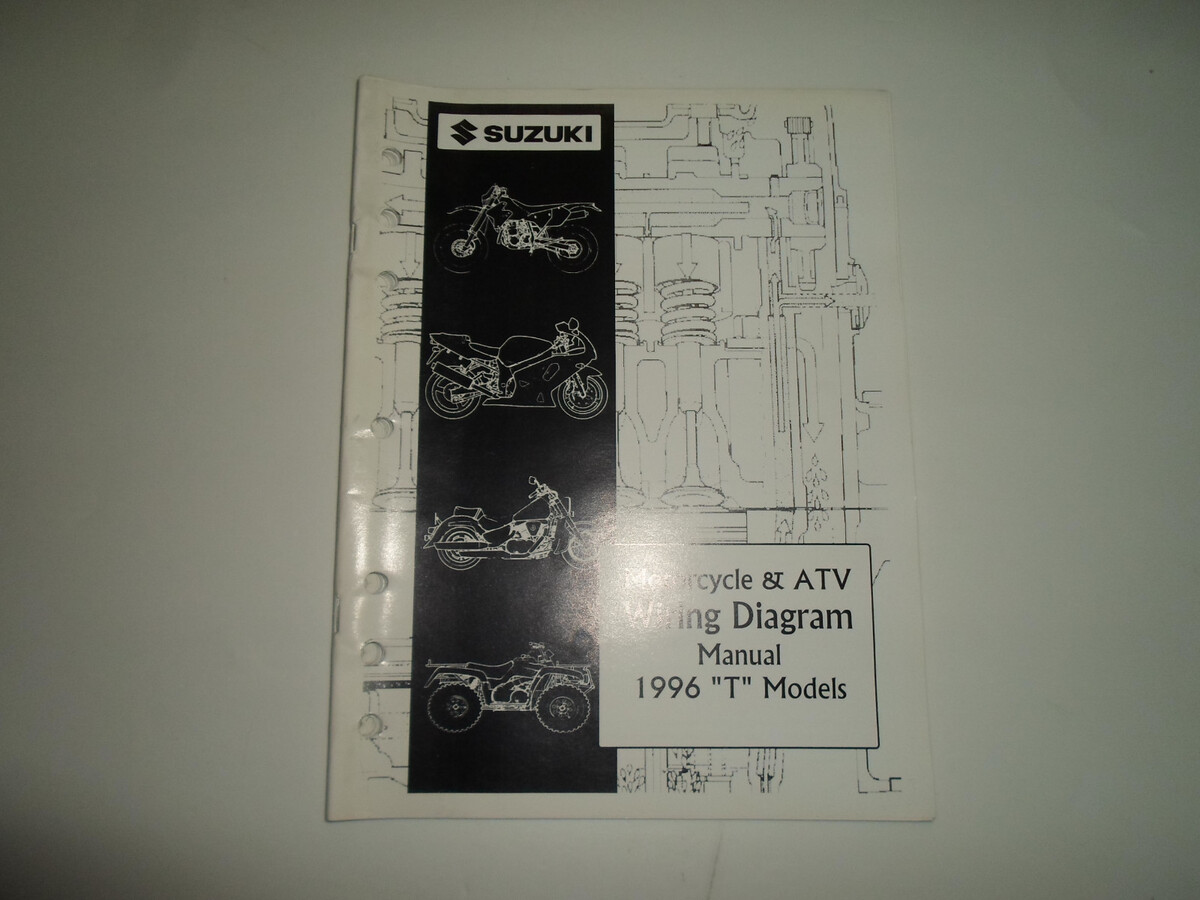 SUZUKI
Motorcycle & ATV
Wiring Diagram
Manual
1996 "T" Models